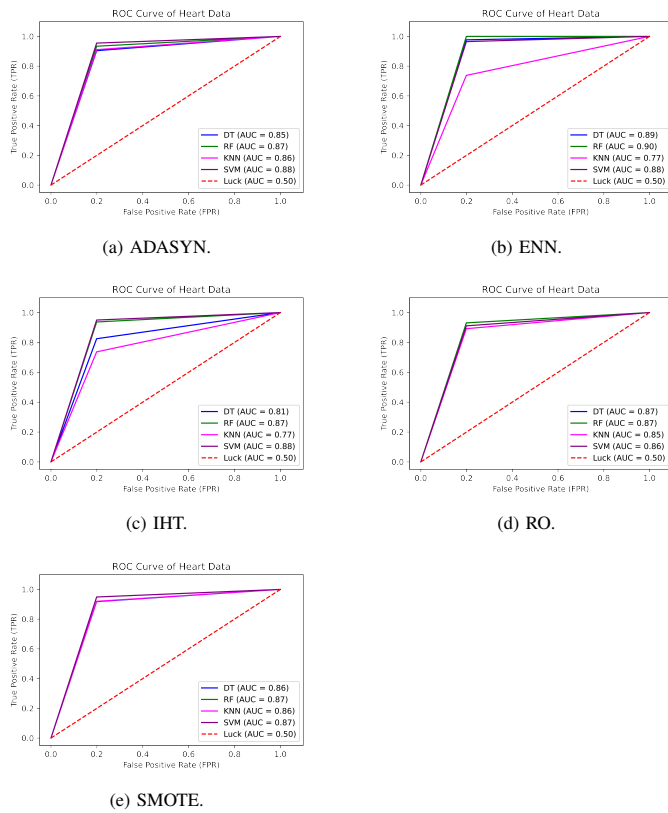 ROC Curve of Heart Data
True Positive Rate (TPR)
1.0
0.8
0.6
0.4
0.2
0.0
DT (AUC = 0.85)
RF (AUC = 0.87)
KNN (AUC = 0.86)
SVM (AUC = 0.88)
Luck (AUC = 0.50)
0.0 0.2 0.4 0.6 0.8 1.0
False Positive Rate (FPR)
(a) ADASYN.
ROC Curve of Heart Data
True Positive Rate (TPR)
1.0
0.8
0.6
0.4
0.2
0.0
DT (AUC = 0.89)
RF (AUC = 0.90)
KNN (AUC = 0.77)
SVM (AUC = 0.88)
Luck (AUC = 0.50)
0.0 0.2 0.4 0.6 0.8 1.0
False Positive Rate (FPR)
(b) ENN.
ROC Curve of Heart Data
True Positive Rate (TPR)
1.0
0.8
0.6
0.4
0.2
0.0
DT (AUC = 0.81)
RF (AUC = 0.87)
KNN (AUC = 0.77)
SVM (AUC = 0.88)
Luck (AUC = 0.50)
0.0 0.2 0.4 0.6 0.8 1.0
False Positive Rate (FPR)
(c) IHT.
ROC Curve of Heart Data
True Positive Rate (TPR)
1.0
0.8
0.6
0.4
0.2
0.0
DT (AUC = 0.87)
RF (AUC = 0.87)
KNN (AUC = 0.85)
SVM (AUC = 0.86)
Luck (AUC = 0.50)
0.0 0.2 0.4 0.6 0.8 1.0
False Positive Rate (FPR)
(d) RO.
ROC Curve of Heart Data
True Positive Rate (TPR)
1.0
0.8
0.6
0.4
0.2
0.0
DT (AUC = 0.86)
RF (AUC = 0.87)
KNN (AUC = 0.86)
SVM (AUC = 0.87)
Luck (AUC = 0.50)
0.0 0.2 0.4 0.6 0.8 1.0
False Positive Rate (FPR)
(e) SMOTE.